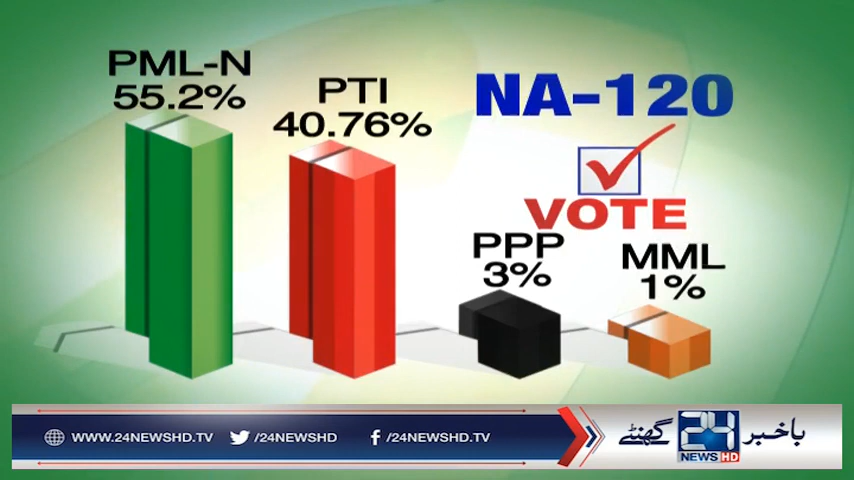 PML-N
55.2%
PTI
40.76%
NA-120
VOTE
PPP
3%
MML
1%
WWW.24NEWSHD.TV
/24NEWSHD
/24NEWSHD.TV
باخبر 24 گھنٹے
NEWS HD